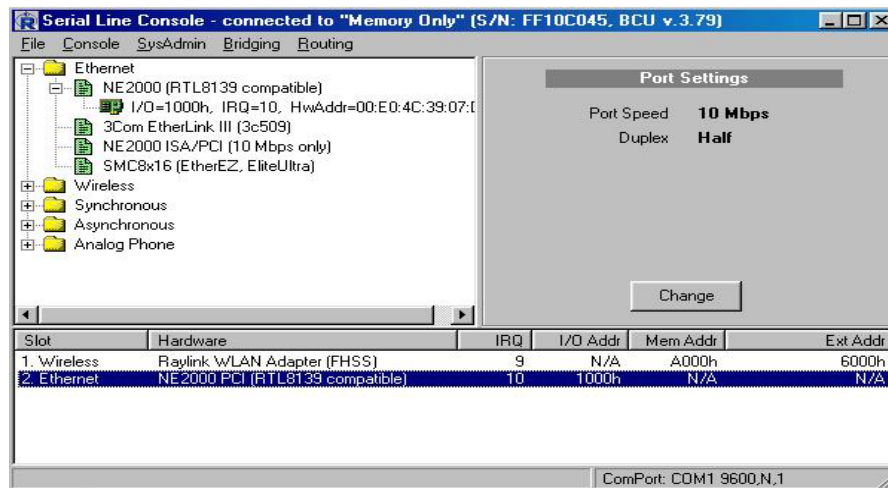 Serial Line Console - connected to "Memory Only" (S/N: FF10C045, BCU v.3.79)
File Console SysAdmin Bridging Routing
Ethernet
NE2000 (RTL8139 compatible)
I/O=1000h, IRQ=10, HwAddr=00:E0:4C:39:07:
3Com EtherLink III (3c509)
NE2000 ISA/PCI (10 Mbps only)
SMC8x16 (EtherEZ, EliteUltra)
Wireless
Synchronous
Asynchronous
Analog Phone
Port Settings
Port Speed 10 Mbps
Duplex Half
Change
Slot Hardware IRQ I/O Addr Mem Addr Ext Addr
1. Wireless Raylink WLAN Adapter (FHSS) 9 N/A A000h 6000h
2. Ethernet NE2000 PCI (RTL8139 compatible) 10 1000h N/A N/A
ComPort: COM1 9600,N,1